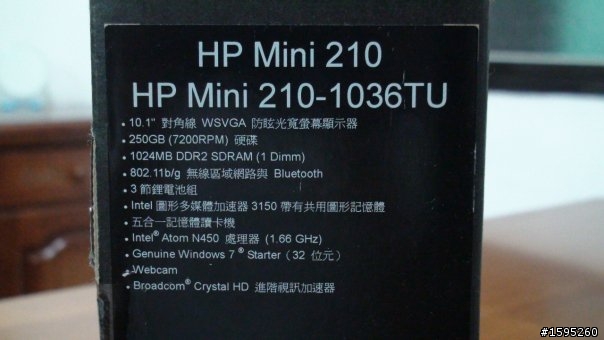 HP Mini 210
HP Mini 210-1036TU
• 10.1" 對角線 WSVGA 防眩光寬螢幕顯示器
• 250GB (7200RPM) 硬碟
• 1024MB DDR2 SDRAM (1 Dimm)
• 802.11b/g 無線區域網路與 Bluetooth
• 3 節鋰電池組
• Intel 圖形多媒體加速器 3150 帶有共用圖形記憶體
• 五合一記憶體讀卡機
• Intel® Atom N450 處理器 (1.66 GHz)
• Genuine Windows 7 ® Starter (32 位元)
• Webcam
• Broadcom® Crystal HD 進階視訊加速器
#1595260